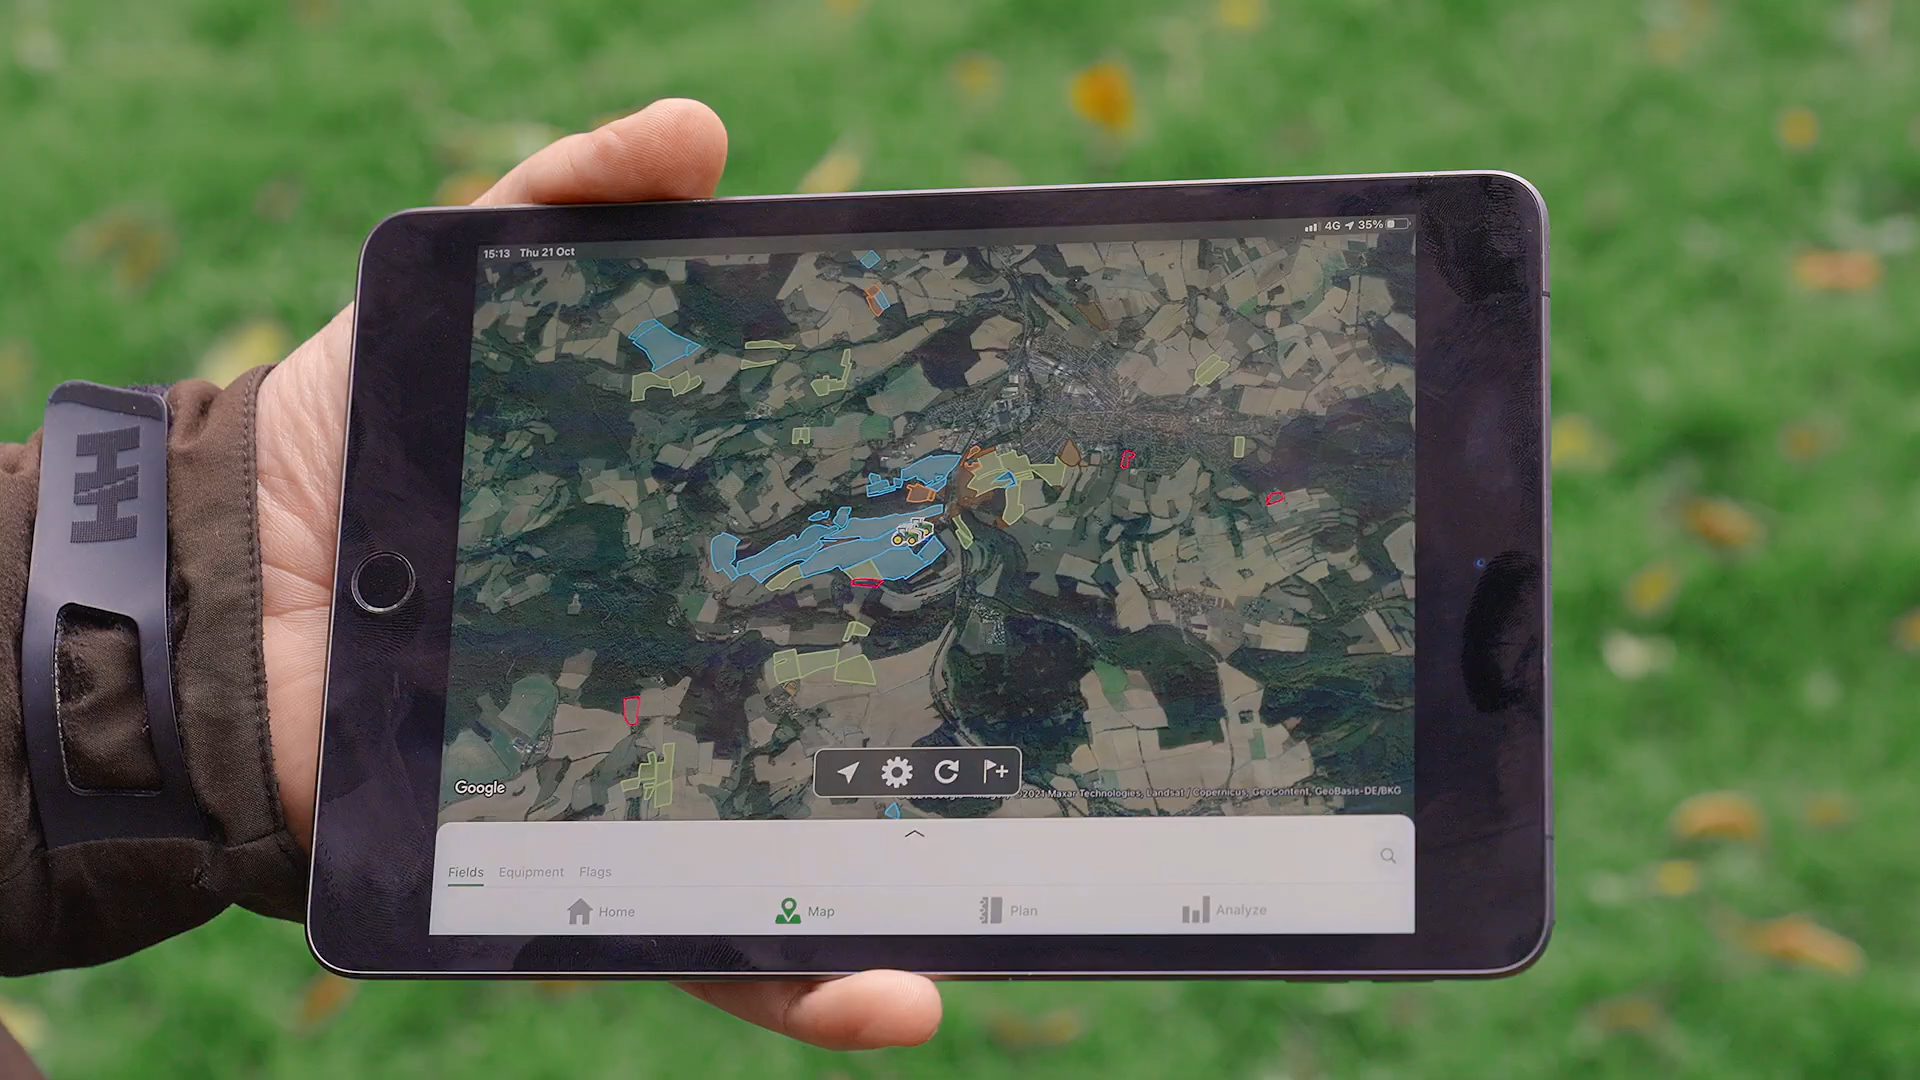 15:13 Thu 21 Oct
4G 35%
HH
Google
©2021 Maxar Technologies, Landsat / Copernicus, GeoContent, GeoBasis-DE/BKG
Fields Equipment Flags
Home Map Plan Analyze